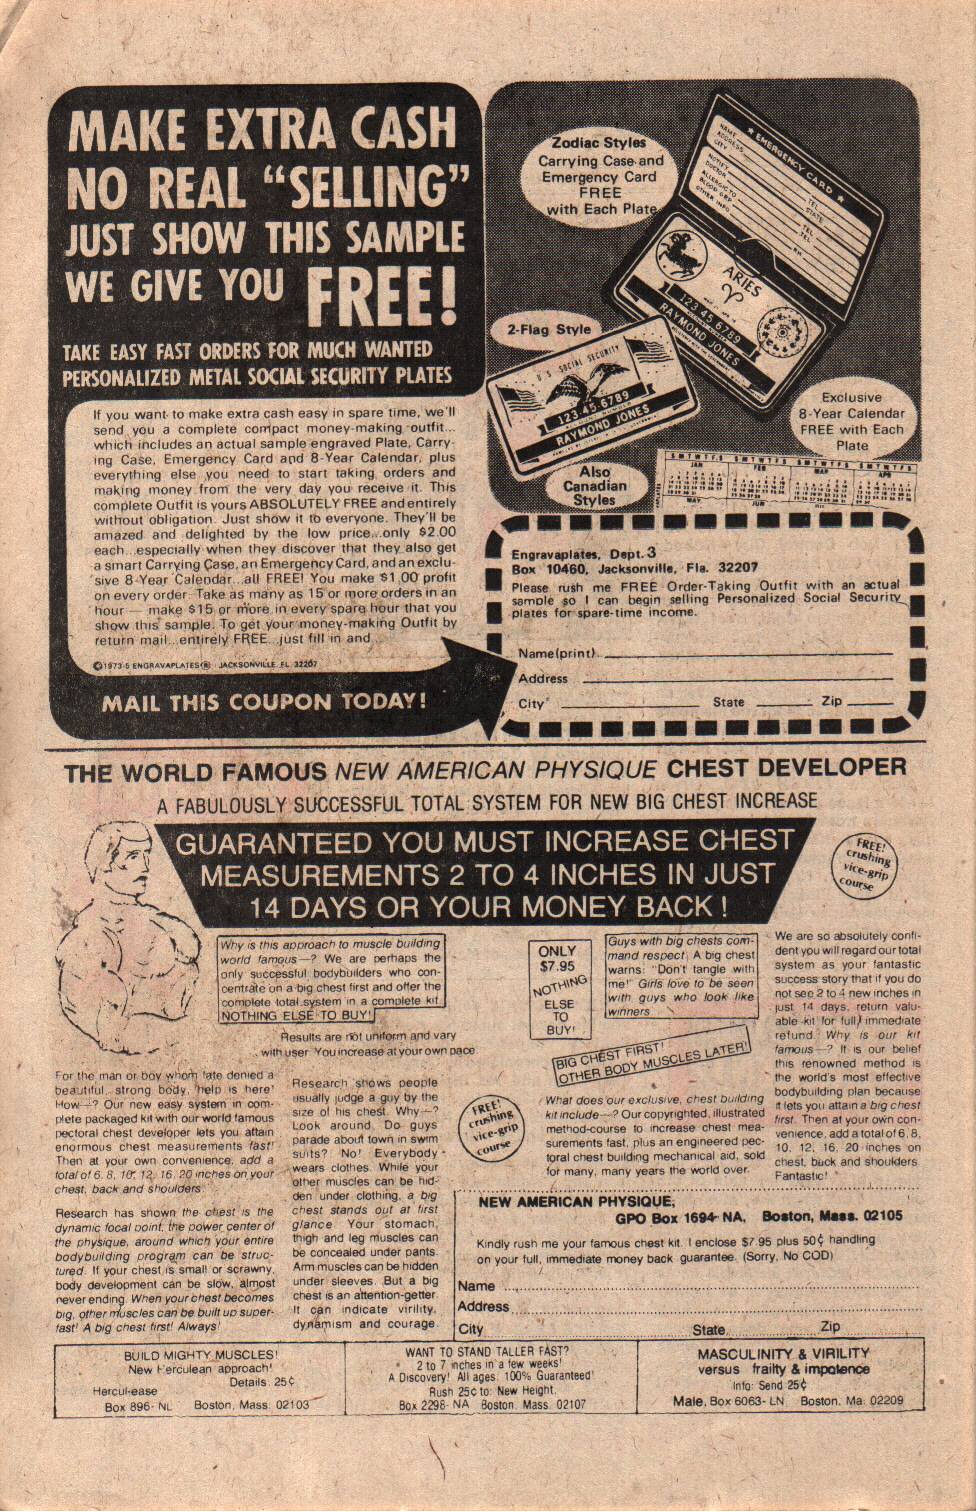 MAKE EXTRA CASH
NO REAL “SELLING”
JUST SHOW THIS SAMPLE
WE GIVE YOU FREE!
TAKE EASY FAST ORDERS FOR MUCH WANTED
PERSONALIZED METAL SOCIAL SECURITY PLATES
If you want to make extra cash easy in spare time, we'll
send you a complete compact money-making outfit...
which includes an actual sample engraved Plate, Carry-
ing Case, Emergency Card and 8-Year Calendar, plus
everything else you need to start taking orders and
making money from the very day you receive it. This
complete Outfit is yours ABSOLUTELY FREE and entirely
without obligation. Just show it to everyone. They'll be
amazed and delighted by the low price...only $2.00
each...especially when they discover that they also get
a smart Carrying Case, an Emergency Card, and an exclu-
sive 8-Year Calendar...all FREE! You make $1.00 profit
on every order. Take as many as 15 or more orders in an
hour — make $15 or more in every spare hour that you
show this sample. To get your money-making Outfit by
return mail...entirely FREE...just fill in and
©1973-5 ENGRAVAPLATES® JACKSONVILLE FL 32207
MAIL THIS COUPON TODAY!
Zodiac Styles
Carrying Case and
Emergency Card
FREE
with Each Plate
★ EMERGENCY CARD ★
NAME
ADDRESS
CITY
TEL
STATE
NOTIFY
DOCTOR
TEL
TEL
ALLERGIC TO
BLOOD GRP
RH
OTHER INFO
ARIES
123 45 6789
RAYMOND JONES
2-Flag Style
U.S. SOCIAL SECURITY
123.45.6789
RAYMOND JONES
Exclusive
8-Year Calendar
FREE with Each
Plate
Also
Canadian
Styles
S M T W T F S S M T W T F S S M T W T F S S M T W T F S
JAN FEB MAR APR
MAY JUN
Engravaplates, Dept. 3
Box 10460, Jacksonville, Fla. 32207
Please rush me FREE Order-Taking Outfit with an actual
sample so I can begin selling Personalized Social Security
plates for spare-time income.
Name(print)
Address
City State Zip
THE WORLD FAMOUS NEW AMERICAN PHYSIQUE CHEST DEVELOPER
A FABULOUSLY SUCCESSFUL TOTAL SYSTEM FOR NEW BIG CHEST INCREASE
GUARANTEED YOU MUST INCREASE CHEST
MEASUREMENTS 2 TO 4 INCHES IN JUST
14 DAYS OR YOUR MONEY BACK !
FREE!
crushing
vice-grip
course
Why is this approach to muscle building
world famous—? We are perhaps the
only successful bodybuilders who con-
centrate on a big chest first and offer the
complete total system in a complete kit.
NOTHING ELSE TO BUY!
Results are not uniform and vary
with user. You increase at your own pace.
For the man or boy whom fate denied a
beautiful strong body, help is here!
How—? Our new easy system in com-
plete packaged kit with our world famous
pectoral chest developer lets you attain
enormous chest measurements fast!
Then at your own convenience, add a
total of 6, 8, 10, 12, 16, 20 inches on your
chest, back and shoulders.
Research has shown the chest is the
dynamic focal point, the power center of
the physique, around which your entire
bodybuilding program can be struc-
tured. If your chest is small or scrawny,
body development can be slow, almost
never ending. When your chest becomes
big, other muscles can be built up super-
fast! A big chest first! Always!
Research shows people
usually judge a guy by the
size of his chest. Why—?
Look around. Do guys
parade about town in swim
suits? No! Everybody
wears clothes. While your
other muscles can be hid-
den under clothing, a big
chest stands out at first
glance. Your stomach,
thigh and leg muscles can
be concealed under pants.
Arm muscles can be hidden
under sleeves. But a big
chest is an attention-getter.
It can indicate virility,
dynamism and courage.
ONLY
$7.95
NOTHING
ELSE
TO
BUY!
Guys with big chests com-
mand respect. A big chest
warns: “Don't tangle with
me!” Girls love to be seen
with guys who look like
winners
BIG CHEST FIRST!
OTHER BODY MUSCLES LATER!
FREE!
crushing
vice-grip
course
What does our exclusive, chest building
kit include—? Our copyrighted, illustrated
method-course to increase chest mea-
surements fast, plus an engineered pec-
toral chest building mechanical aid, sold
for many, many years the world over.
We are so absolutely confi-
dent you will regard our total
system as your fantastic
success story that if you do
not see 2 to 4 new inches in
just 14 days, return valu-
able kit for full, immediate
refund. Why is our kit
famous—? It is our belief
this renowned method is
the world's most effective
bodybuilding plan because
it lets you attain a big chest
first. Then at your own con-
venience, add a total of 6, 8,
10, 12, 16, 20 inches on
chest, back and shoulders.
Fantastic!
NEW AMERICAN PHYSIQUE,
GPO Box 1694-NA, Boston, Mass. 02105
Kindly rush me your famous chest kit. I enclose $7.95 plus 50¢ handling
on your full, immediate money back guarantee. (Sorry, No COD)
Name
Address
City State Zip
BUILD MIGHTY MUSCLES!
New Herculean approach!
Details 25¢
Hercul-ease
Box 896- NL Boston, Mass. 02103
WANT TO STAND TALLER FAST?
2 to 7 inches in a few weeks!
A Discovery! All ages. 100% Guaranteed!
Rush 25¢ to: New Height,
Box 2298- NA Boston, Mass. 02107
MASCULINITY & VIRILITY
versus frailty & impotence
Info: Send 25¢
Male, Box 6063- LN Boston, Ma. 02209